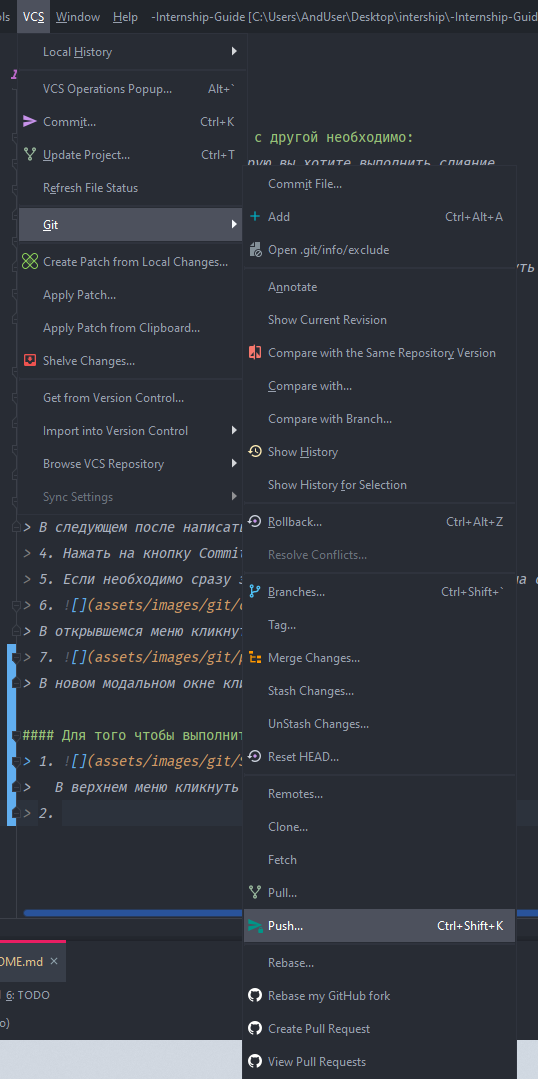 VCS Window Help -Internship-Guide [C:\Users\AndUser\Desktop\intership\-Internship-Guid
Local History
VCS Operations Popup... Alt+`
Commit... Ctrl+K
Update Project... Ctrl+T
Refresh File Status
Git
Create Patch from Local Changes...
Apply Patch...
Apply Patch from Clipboard...
Shelve Changes...
Get from Version Control...
Import into Version Control
Browse VCS Repository
Sync Settings
с другой необходимо:
вы хотите выполнить слияние
Commit File...
Add Ctrl+Alt+A
Open .git/info/exclude
Annotate
Show Current Revision
Compare with the Same Repository Version
Compare with...
Compare with Branch...
Show History
Show History for Selection
Rollback... Ctrl+Alt+Z
Resolve Conflicts...
Branches... Ctrl+Shift+`
Tag...
Merge Changes...
Stash Changes...
UnStash Changes...
Reset HEAD...
Remotes...
Clone...
Fetch
Pull...
Push... Ctrl+Shift+K
Rebase...
Rebase my GitHub fork
Create Pull Request
View Pull Requests
> В следующем после написат
> 4. Нажать на кнопку Commit
> 5. Если необходимо сразу
> 6. ![](assets/images/git/
> В открывшемся меню кликнут
> 7. ![](assets/images/git/
> В новом модальном окне кли
#### Для того чтобы выполнит
> 1. ![](assets/images/git/
> В верхнем меню кликнуть
> 2.
OME.md ×
6: TODO
o)